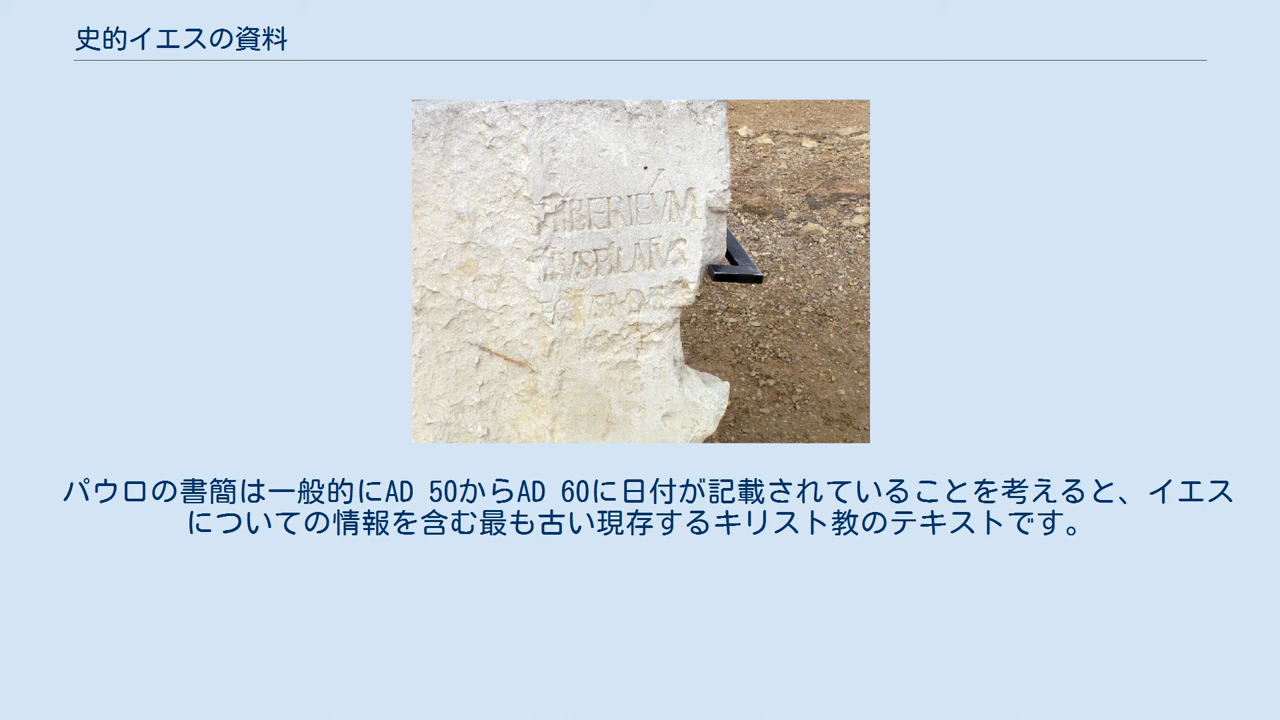 史的イエスの資料
TIBERIEVM
TIVSPILATVS
パウロの書簡は一般的にAD 50からAD 60に日付が記載されていることを考えると、イエス
についての情報を含む最も古い現存するキリスト教のテキストです。